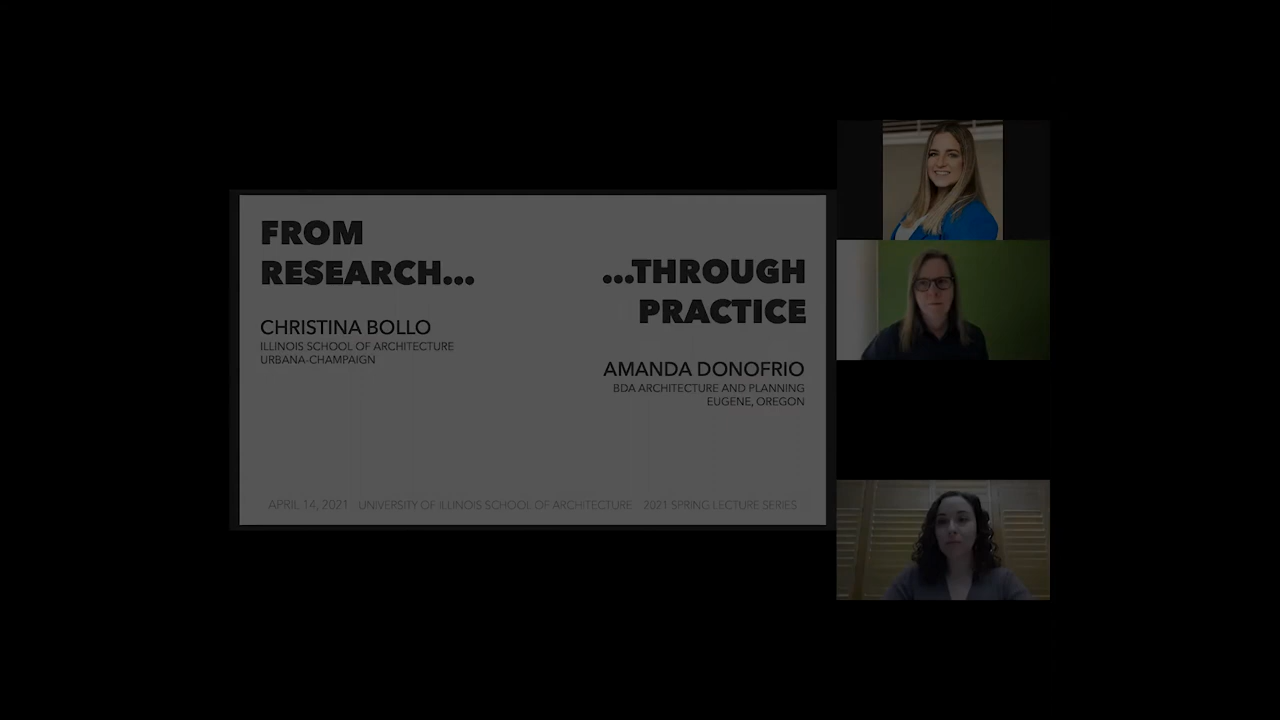 FROM
RESEARCH...
CHRISTINA BOLLO
ILLINOIS SCHOOL OF ARCHITECTURE
URBANA-CHAMPAIGN
...THROUGH
PRACTICE
AMANDA DONOFRIO
BDA ARCHITECTURE AND PLANNING
EUGENE, OREGON
APRIL 14, 2021 UNIVERSITY OF ILLINOIS SCHOOL OF ARCHITECTURE 2021 SPRING LECTURE SERIES